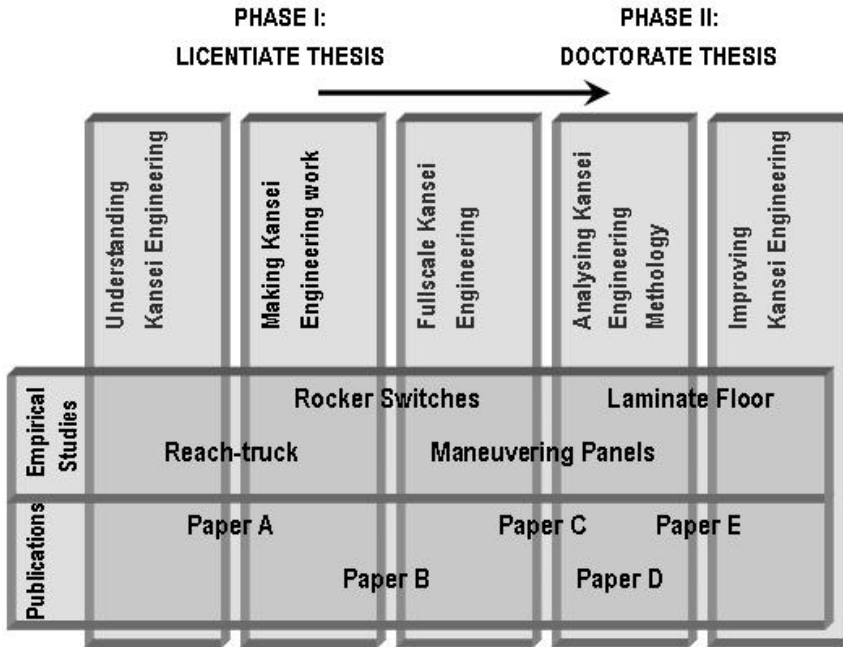 PHASE I:
LICENTIATE THESIS
PHASE II:
DOCTORATE THESIS
Understanding
Kansei Engineering
Making Kansei
Engineering work
Fullscale Kansei
Engineering
Analysing Kansei
Engineering
Methology
Improving
Kansei Engineering
Empirical
Studies
Rocker Switches
Laminate Floor
Reach-truck
Maneuvering Panels
Publications
Paper A
Paper C
Paper E
Paper B
Paper D